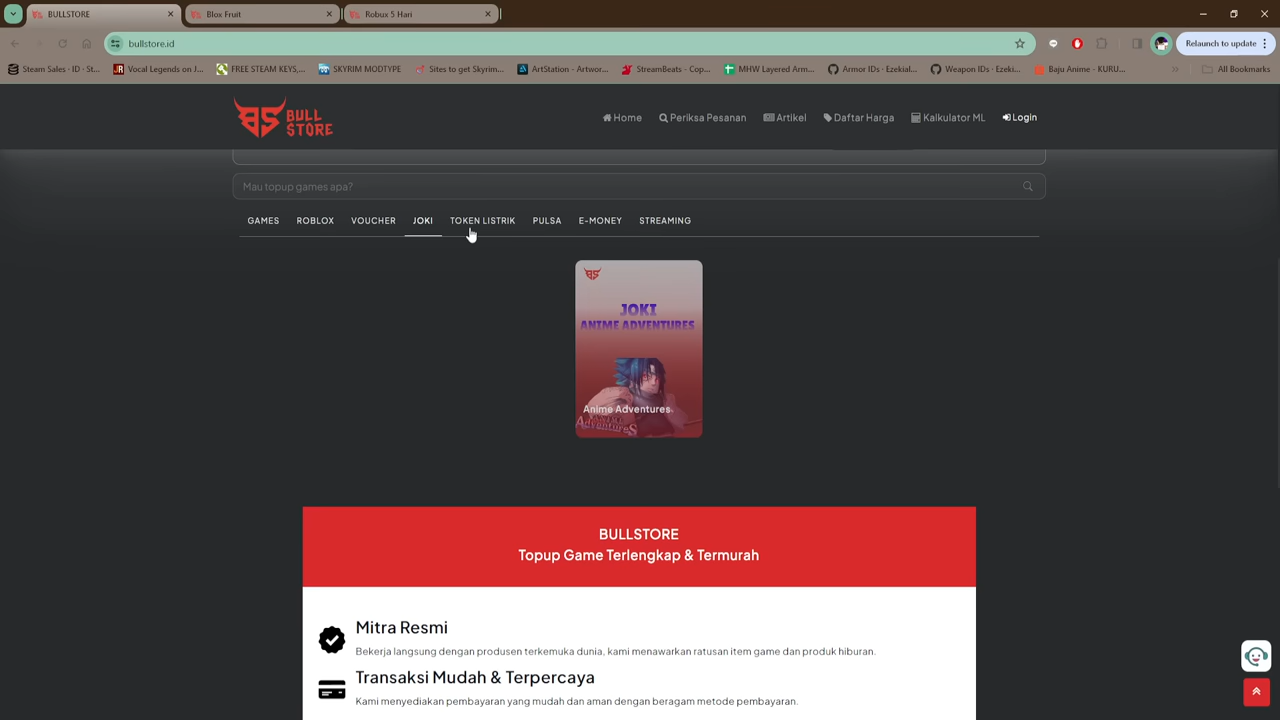 BULLSTORE
Blox Fruit
Robux 5 Hari
bullstore.id
Relaunch to update
Steam Sales - ID - St...
Vocal Legends on J...
FREE STEAM KEYS,...
SKYRIM MODTYPE
Sites to get Skyrim...
ArtStation - Artwor...
StreamBeats - Cop...
MHW Layered Arm...
Armor IDs · Ezekial...
Weapon IDs · Ezeki...
Baju Anime - KURU...
All Bookmarks
BS BULL STORE
Home
Periksa Pesanan
Artikel
Daftar Harga
Kalkulator ML
Login
Mau topup games apa?
GAMES
ROBLOX
VOUCHER
JOKI
TOKEN LISTRIK
PULSA
E-MONEY
STREAMING
BS
JOKI
ANIME ADVENTURES
Anime Adventures
BULLSTORE
Topup Game Terlengkap & Termurah
Mitra Resmi
Bekerja langsung dengan produsen terkemuka dunia, kami menawarkan ratusan item game dan produk hiburan.
Transaksi Mudah & Terpercaya
Kami menyediakan pembayaran yang mudah dan aman dengan beragam metode pembayaran.